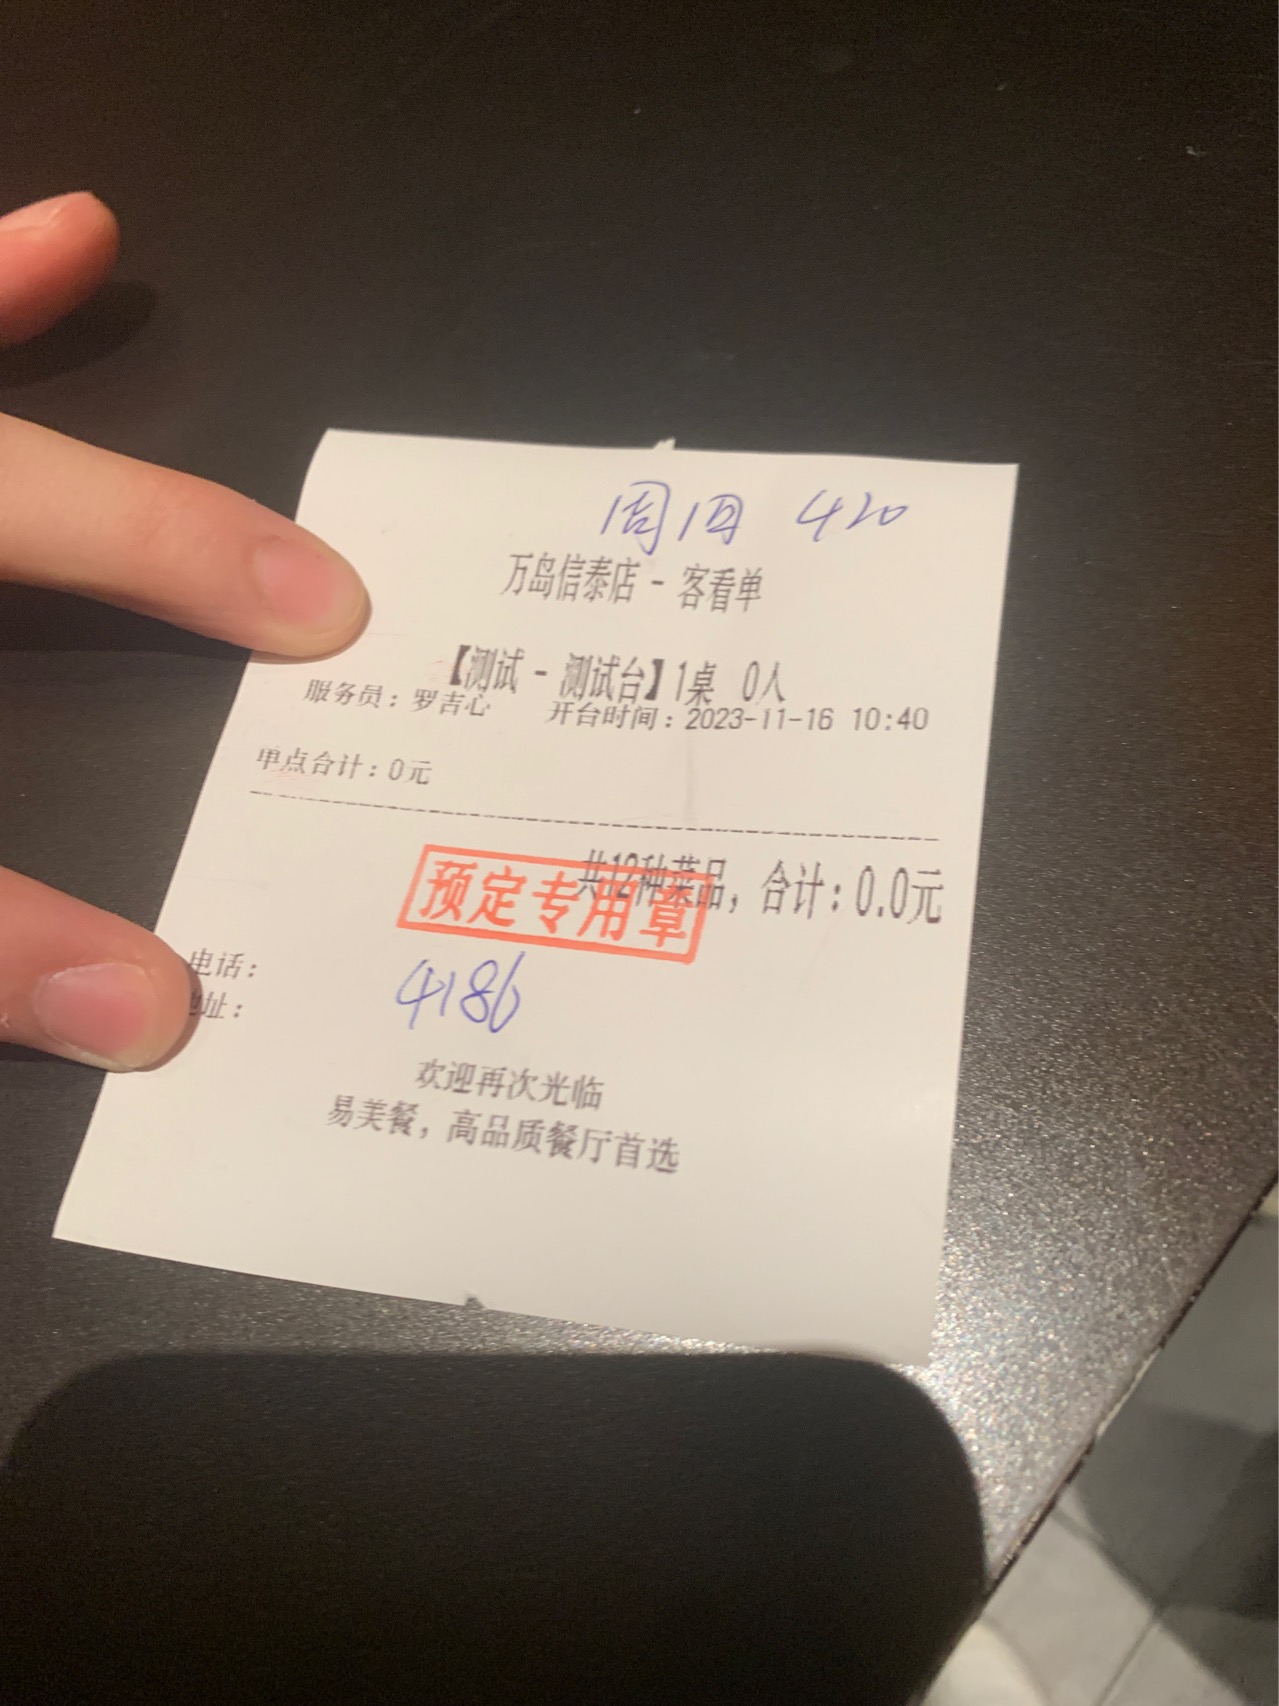 420
万岛信泰店 - 客看单
【测试 - 测试台】1桌 0人
服务员：罗吉心 开台时间：2023-11-16 10:40
单点合计：0元
共12种菜品，合计：0.0元
预定专用章
电话：
地址：
4186
欢迎再次光临
易美餐，高品质餐厅首选